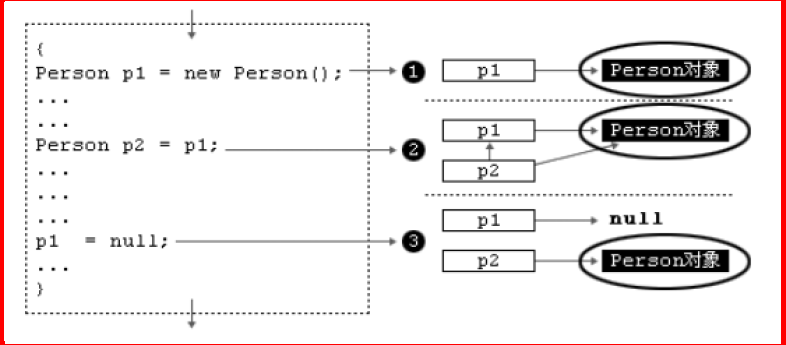 {
Person p1 = new Person();
...
...
Person p2 = p1;
...
...
...
p1  = null;
...
}
1 p1 Person对象
2 p1 Person对象
p2
3 p1 null
p2 Person对象